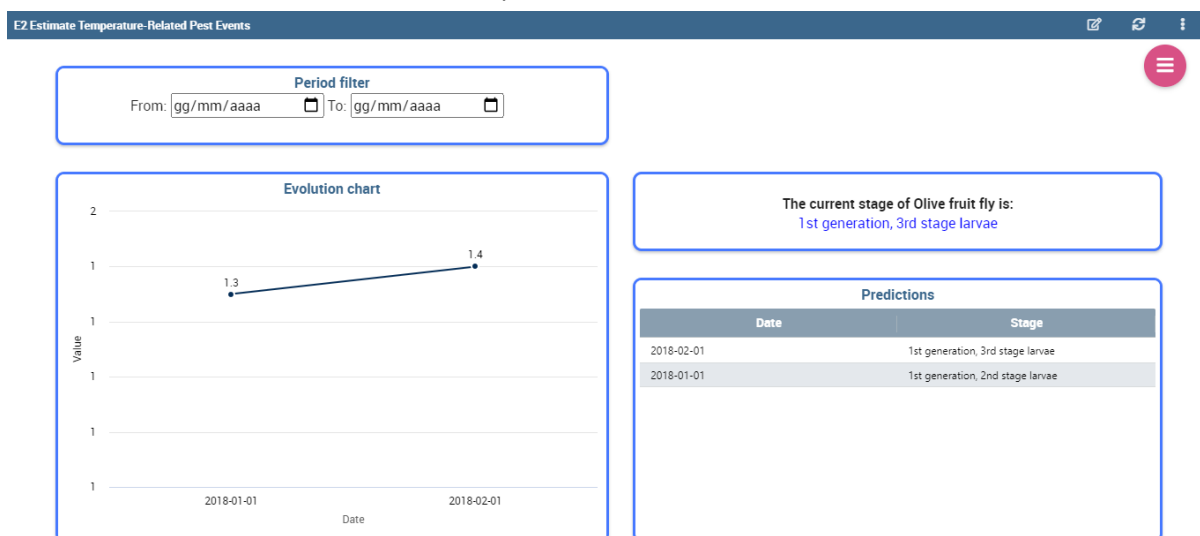 E2 Estimate Temperature-Related Pest Events
Period filter
From: gg/mm/aaaa To: gg/mm/aaaa
Evolution chart
2
1
1
1
1
1
Value
1.3
1.4
2018-01-01 2018-02-01
Date
The current stage of Olive fruit fly is:
1st generation, 3rd stage larvae
Predictions
Date Stage
2018-02-01 1st generation, 3rd stage larvae
2018-01-01 1st generation, 2nd stage larvae